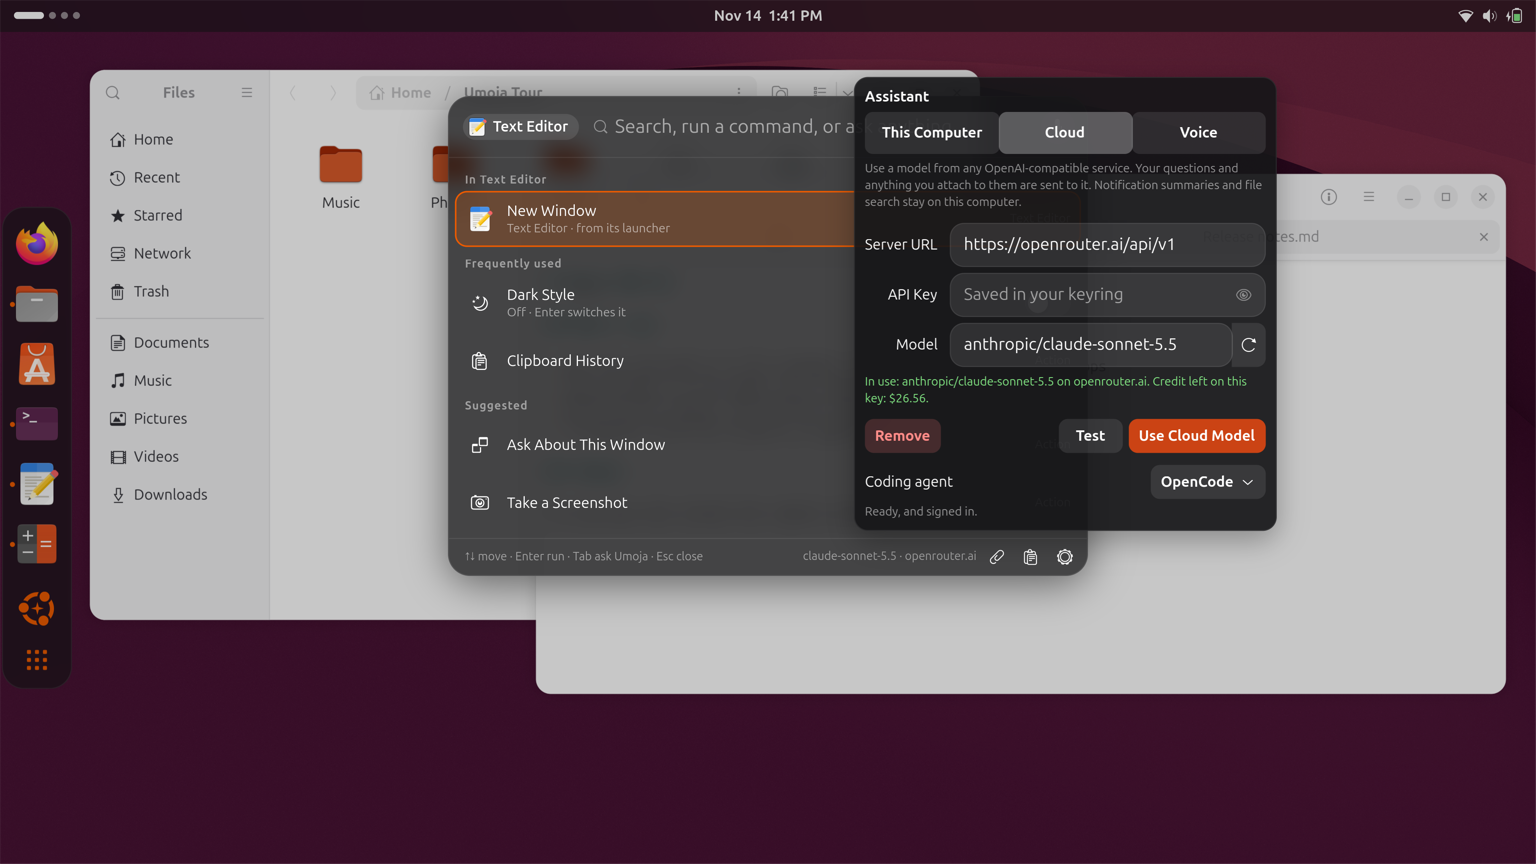 Nov 14 1:41 PM
Files
Home / Umoja Tour
Home
Recent
Starred
Network
Trash
Documents
Music
Pictures
Videos
Downloads
Music
Text Editor
Search, run a command, or
In Text Editor
New Window
Text Editor · from its launcher
Frequently used
Dark Style
Off · Enter switches it
Clipboard History
Suggested
Ask About This Window
Take a Screenshot
↑↓ move · Enter run · Tab ask Umoja · Esc close
claude-sonnet-5.5 · openrouter.ai
Assistant
This Computer
Cloud
Voice
Use a model from any OpenAI-compatible service. Your questions and
anything you attach to them are sent to it. Notification summaries and file
search stay on this computer.
Server URL
https://openrouter.ai/api/v1
API Key
Saved in your keyring
Model
anthropic/claude-sonnet-5.5
In use: anthropic/claude-sonnet-5.5 on openrouter.ai. Credit left on this
key: $26.56.
Remove
Test
Use Cloud Model
Coding agent
OpenCode
Ready, and signed in.